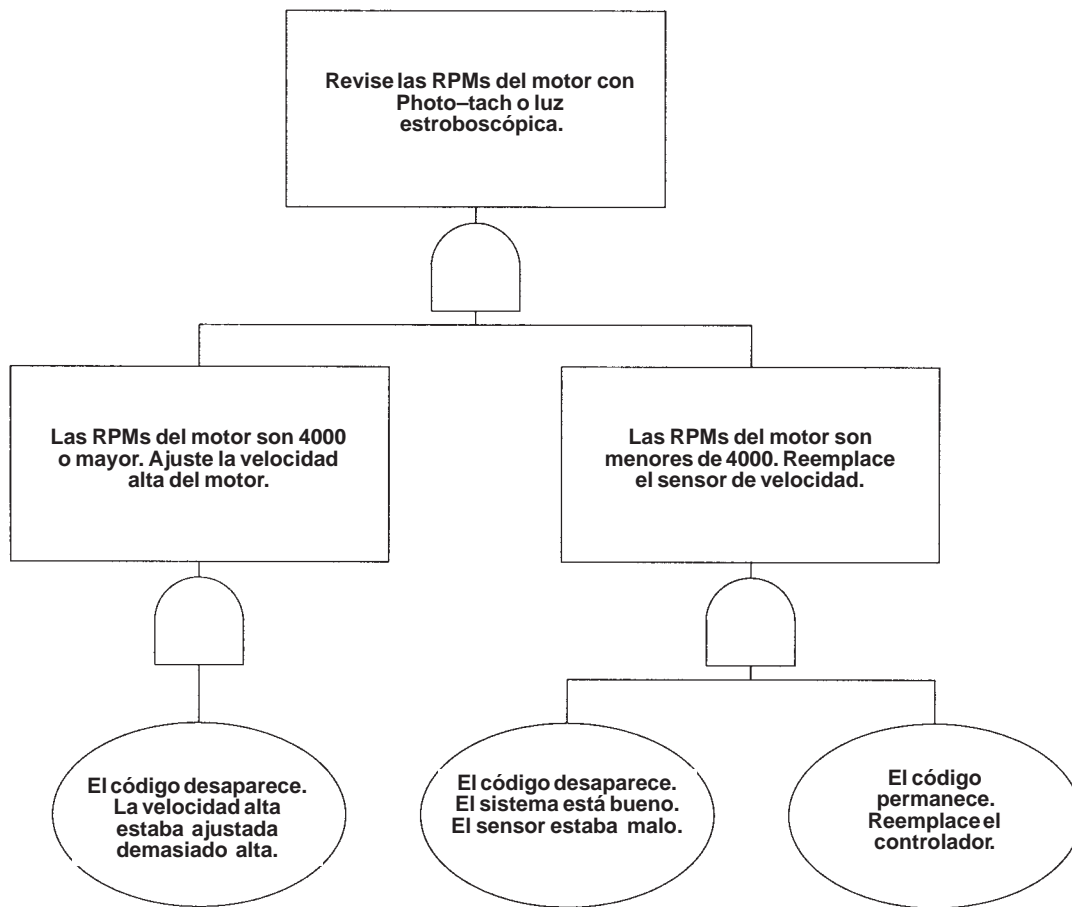 Revise las RPMs del motor con
Photo–tach o luz
estroboscópica.
Las RPMs del motor son 4000
o mayor. Ajuste la velocidad
alta del motor.
Las RPMs del motor son
menores de 4000. Reemplace
el sensor de velocidad.
El código desaparece.
La velocidad alta
estaba ajustada
demasiado alta.
El código desaparece.
El sistema está bueno.
El sensor estaba malo.
El código
permanece.
Reemplace el
controlador.